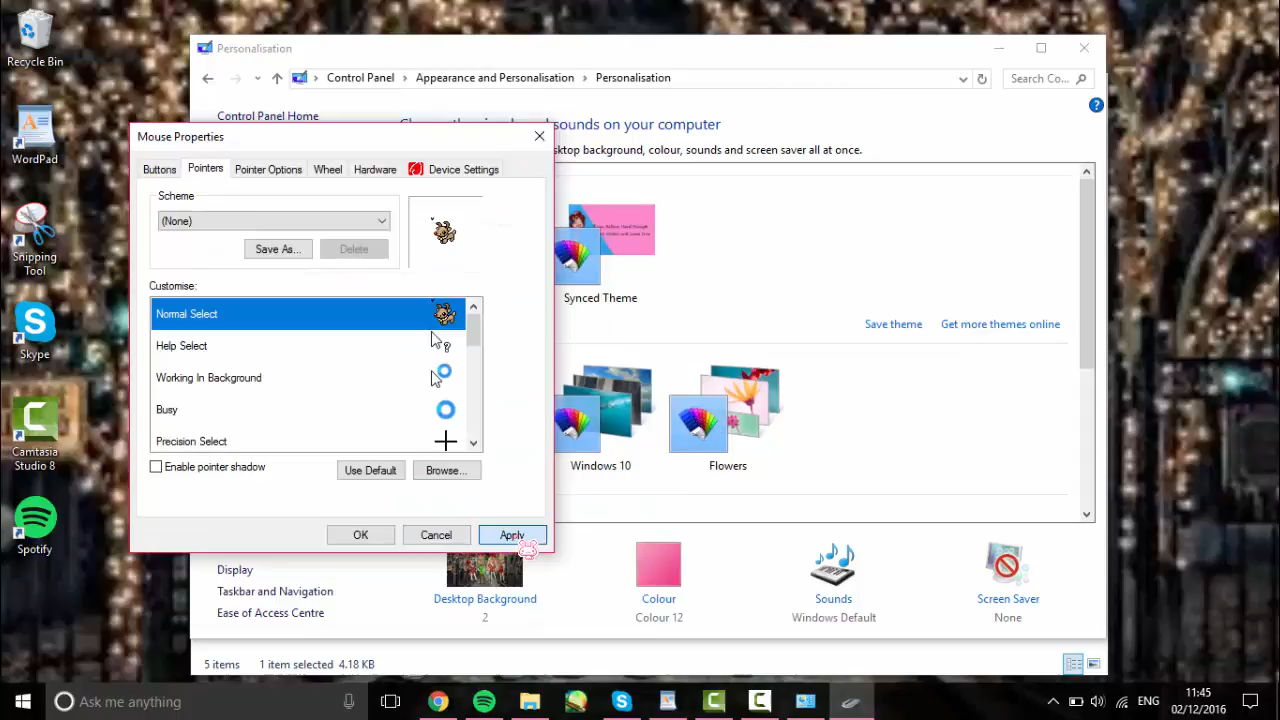 Recycle Bin
WordPad
Snipping
Tool
Skype
Camtasia
Studio 8
Spotify
Personalisation
Control Panel
Appearance and Personalisation
Personalisation
Search Co...
Control Panel Home
sounds on your computer
sktop background, colour, sounds and screen saver all at once.
Synced Theme
Save theme
Get more themes online
Windows 10
Flowers
Display
Taskbar and Navigation
Ease of Access Centre
Desktop Background
2
Colour
Colour 12
Sounds
Windows Default
Screen Saver
None
5 items
1 item selected
4.18 KB
Mouse Properties
Buttons
Pointers
Pointer Options
Wheel
Hardware
Device Settings
Scheme
(None)
Save As...
Delete
Customise:
Normal Select
Help Select
Working In Background
Busy
Precision Select
Enable pointer shadow
Use Default
Browse...
OK
Cancel
Apply
Ask me anything
ENG
11:45
02/12/2016